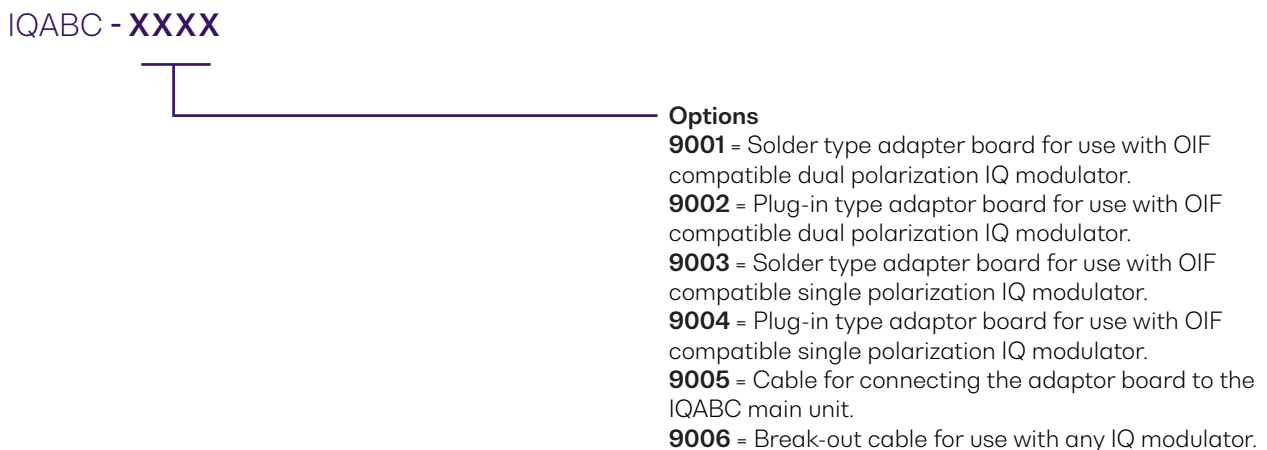 IQABC - XXXX
Options
9001 = Solder type adapter board for use with OIF
compatible dual polarization IQ modulator.
9002 = Plug-in type adaptor board for use with OIF
compatible dual polarization IQ modulator.
9003 = Solder type adapter board for use with OIF
compatible single polarization IQ modulator.
9004 = Plug-in type adaptor board for use with OIF
compatible single polarization IQ modulator.
9005 = Cable for connecting the adaptor board to the
IQABC main unit.
9006 = Break-out cable for use with any IQ modulator.